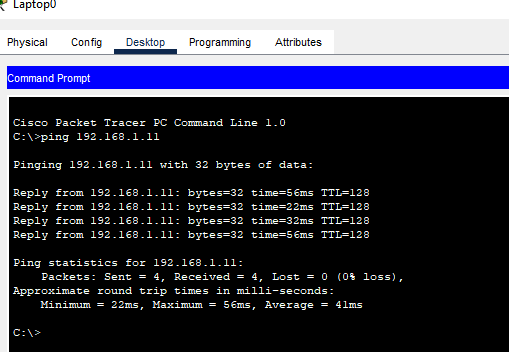 Laptop0
Physical Config Desktop Programming Attributes
Command Prompt
Cisco Packet Tracer PC Command Line 1.0
C:\>ping 192.168.1.11
Pinging 192.168.1.11 with 32 bytes of data:
Reply from 192.168.1.11: bytes=32 time=56ms TTL=128
Reply from 192.168.1.11: bytes=32 time=22ms TTL=128
Reply from 192.168.1.11: bytes=32 time=32ms TTL=128
Reply from 192.168.1.11: bytes=32 time=56ms TTL=128
Ping statistics for 192.168.1.11:
Packets: Sent = 4, Received = 4, Lost = 0 (0% loss),
Approximate round trip times in milli-seconds:
Minimum = 22ms, Maximum = 56ms, Average = 41ms
C:\>